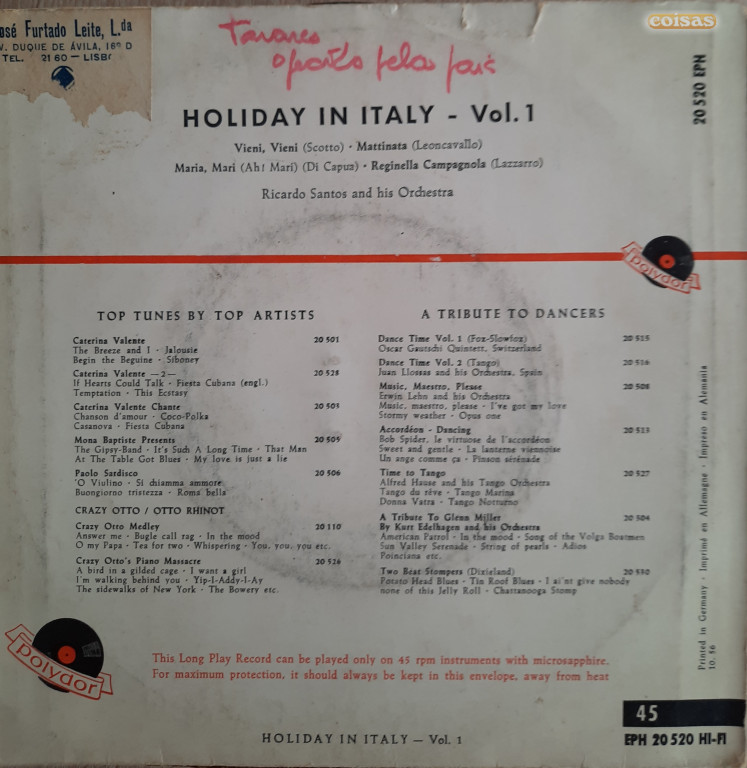 osé Furtado Leite, L.da
V. DUQUE DE ÁVILA, 169 D
TEL. 2160 — LISBO
coisas
Tavares
pelos
HOLIDAY IN ITALY - Vol. 1
Vieni, Vieni (Scotto) · Mattinata (Leoncavallo)
Maria, Mari (Ah! Mari) (Di Capua) · Reginella Campagnola (Lazzarro)
Ricardo Santos and his Orchestra
20 520 EPH
polydor
TOP TUNES BY TOP ARTISTS
Caterina Valente 20 501
The Breeze and I · Jalousie
Begin the Beguine · Siboney
Caterina Valente —2— 20 528
If Hearts Could Talk · Fiesta Cubana (engl.)
Temptation · This Ecstasy
Caterina Valente Chante 20 503
Chanson d'amour · Coco-Polka
Casanova · Fiesta Cubana
Mona Baptiste Presents 20 505
The Gipsy-Band · It's Such A Long Time · That Man
At The Table Got Blues · My love is just a lie
Paolo Sardisco 20 506
'O Violino · Si chiamma ammore
Buongiorno tristezza · Roma bella
CRAZY OTTO / OTTO RHINOT
Crazy Otto Medley 20 110
Answer me · Bugle call rag · In the mood
O my Papa · Tea for two · Whispering · You, you, you etc.
Crazy Otto's Piano Massacre 20 526
A bird in a gilded cage · I want a girl
I'm walking behind you · Yip-I-Addy-I-Ay
The sidewalks of New York · The Bowery etc.
A TRIBUTE TO DANCERS
Dance Time Vol. 1 (Fox-Slowfox) 20 515
Oscar Gautschi Quintett, Switzerland
Dance Time Vol. 2 (Tango) 20 516
Juan Llossas and his Orchestra, Spain
Music, Maestro, Please 20 508
Erwin Lehn and his Orchestra
Music, maestro, please · I've got my love
Stormy weather · Opus one
Accordéon - Dancing 20 513
Bob Spider, le virtuose de l'accordéon
Sweet and gentle · La lanterne viennoise
Un ange comme ça · Pinson sérénade
Time to Tango 20 527
Alfred Hause and his Tango Orchestra
Tango du rêve · Tango Marina
Donna Vatra · Tango Notturno
A Tribute To Glenn Miller 20 504
By Kurt Edelhagen and his Orchestra
American Patrol · In the mood · Song of the Volga Boatmen
Sun Valley Serenade · String of pearls · Adios
Poinciana etc.
Two Beat Stompers (Dixieland) 20 530
Potato Head Blues · Tin Roof Blues · I ai'nt give nobody
none of this Jelly Roll · Chattanooga Stomp
Printed in Germany · Imprimé en Allemagne · Impreso en Alemania
10. 56
polydor
This Long Play Record can be played only on 45 rpm instruments with microsapphire.
For maximum protection, it should always be kept in this envelope, away from heat
45
HOLIDAY IN ITALY — Vol. 1
EPH 20 520 HI-FI